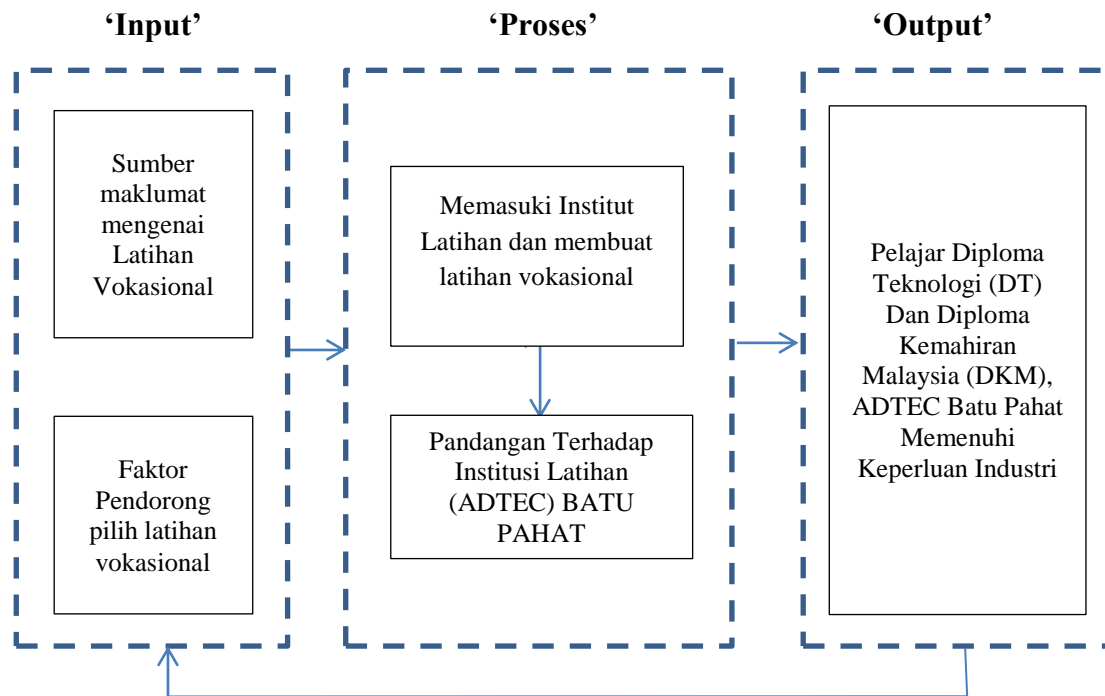 ‘Input’
‘Proses’
‘Output’
Sumber
maklumat
mengenai
Latihan
Vokasional
Faktor
Pendorong
pilih latihan
vokasional
Memasuki Institut
Latihan dan membuat
latihan vokasional
Pandangan Terhadap
Institusi Latihan
(ADTEC) BATU
PAHAT
Pelajar Diploma
Teknologi (DT)
Dan Diploma
Kemahiran
Malaysia (DKM),
ADTEC Batu Pahat
Memenuhi
Keperluan Industri